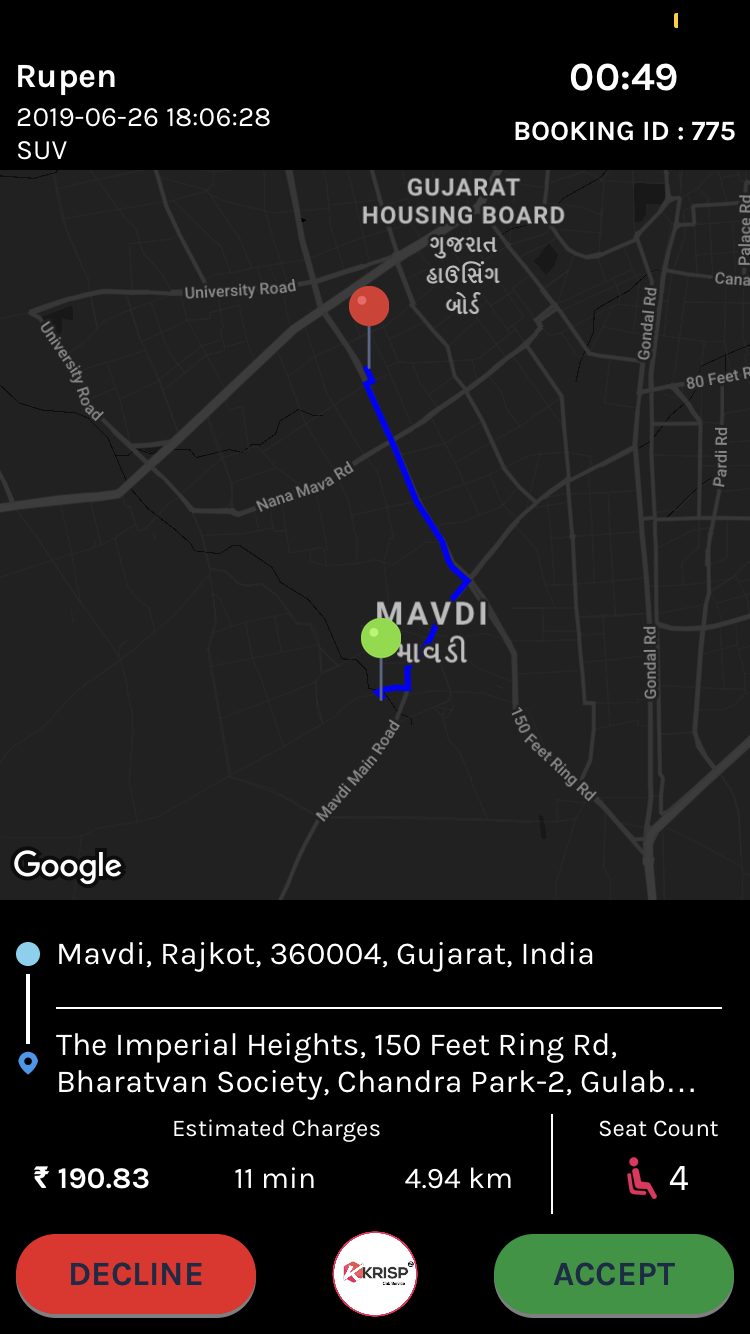 Rupen
00:49
2019-06-26 18:06:28
BOOKING ID : 775
SUV
GUJARAT
HOUSING BOARD
ગુજરાત
હાઉસિંગ
બોર્ડ
Palace Rd
University Road
Cana
Gondal Rd
University Road
80 Feet R
Pardi Rd
Nana Mava Rd
MAVDI
માવડી
Gondal Rd
150 Feet Ring Rd
Mavdi Main Road
Google
Mavdi, Rajkot, 360004, Gujarat, India
The Imperial Heights, 150 Feet Ring Rd,
Bharatvan Society, Chandra Park-2, Gulab...
Estimated Charges
Seat Count
₹ 190.83
11 min
4.94 km
4
DECLINE
KRISP
Cab Service
ACCEPT